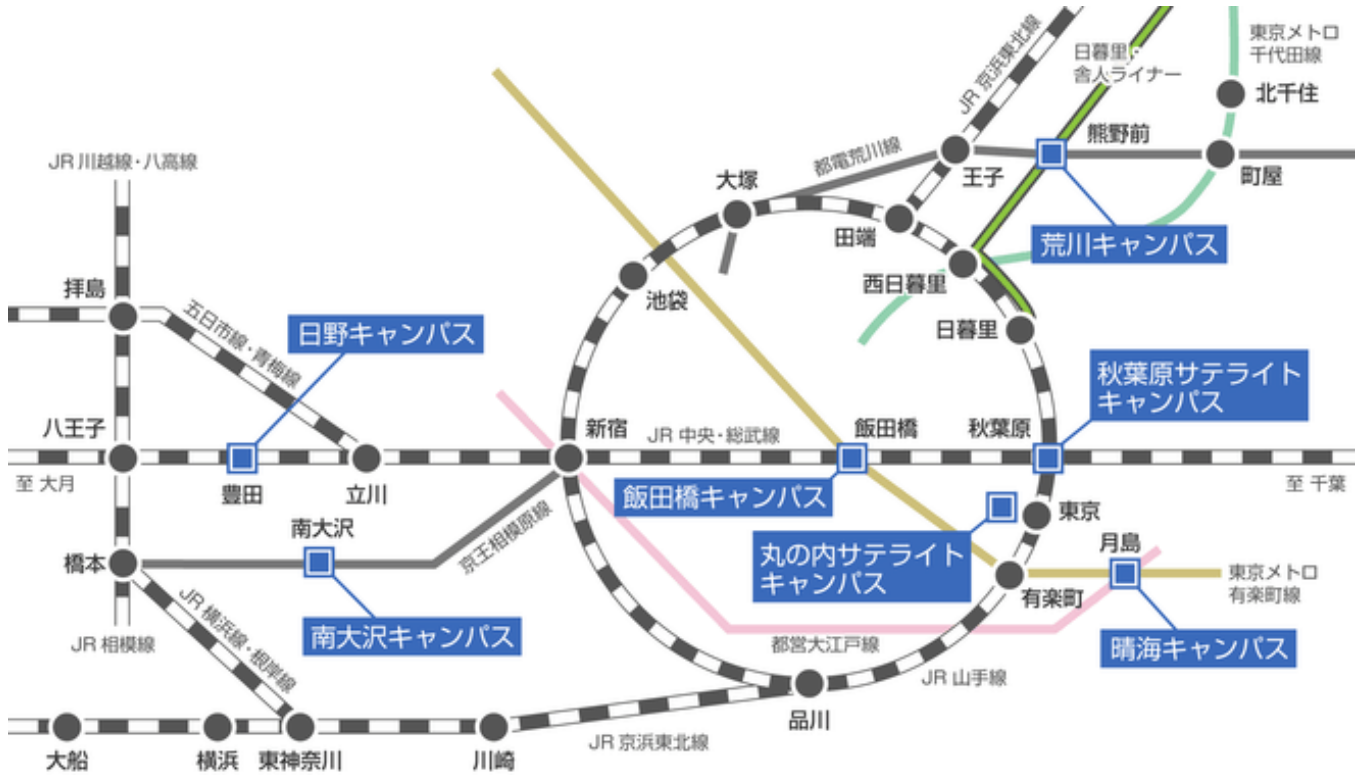 東京メトロ
千代田線
日暮里・
舎人ライナー
JR 京浜東北線
北千住
熊野前
都電荒川線
JR 川越線・八高線
王子
町屋
大塚
田端
荒川キャンパス
西日暮里
池袋
拝島
五日市線・青梅線
日野キャンパス
日暮里
秋葉原サテライト
キャンパス
八王子
新宿
JR 中央・総武線
飯田橋
秋葉原
至 大月
豊田
立川
飯田橋キャンパス
至 千葉
南大沢
京王相模原線
東京
月島
橋本
丸の内サテライト
キャンパス
有楽町
東京メトロ
有楽町線
JR 横浜線・根岸線
JR 相模線
南大沢キャンパス
都営大江戸線
晴海キャンパス
JR 山手線
品川
JR 京浜東北線
大船
横浜
東神奈川
川崎